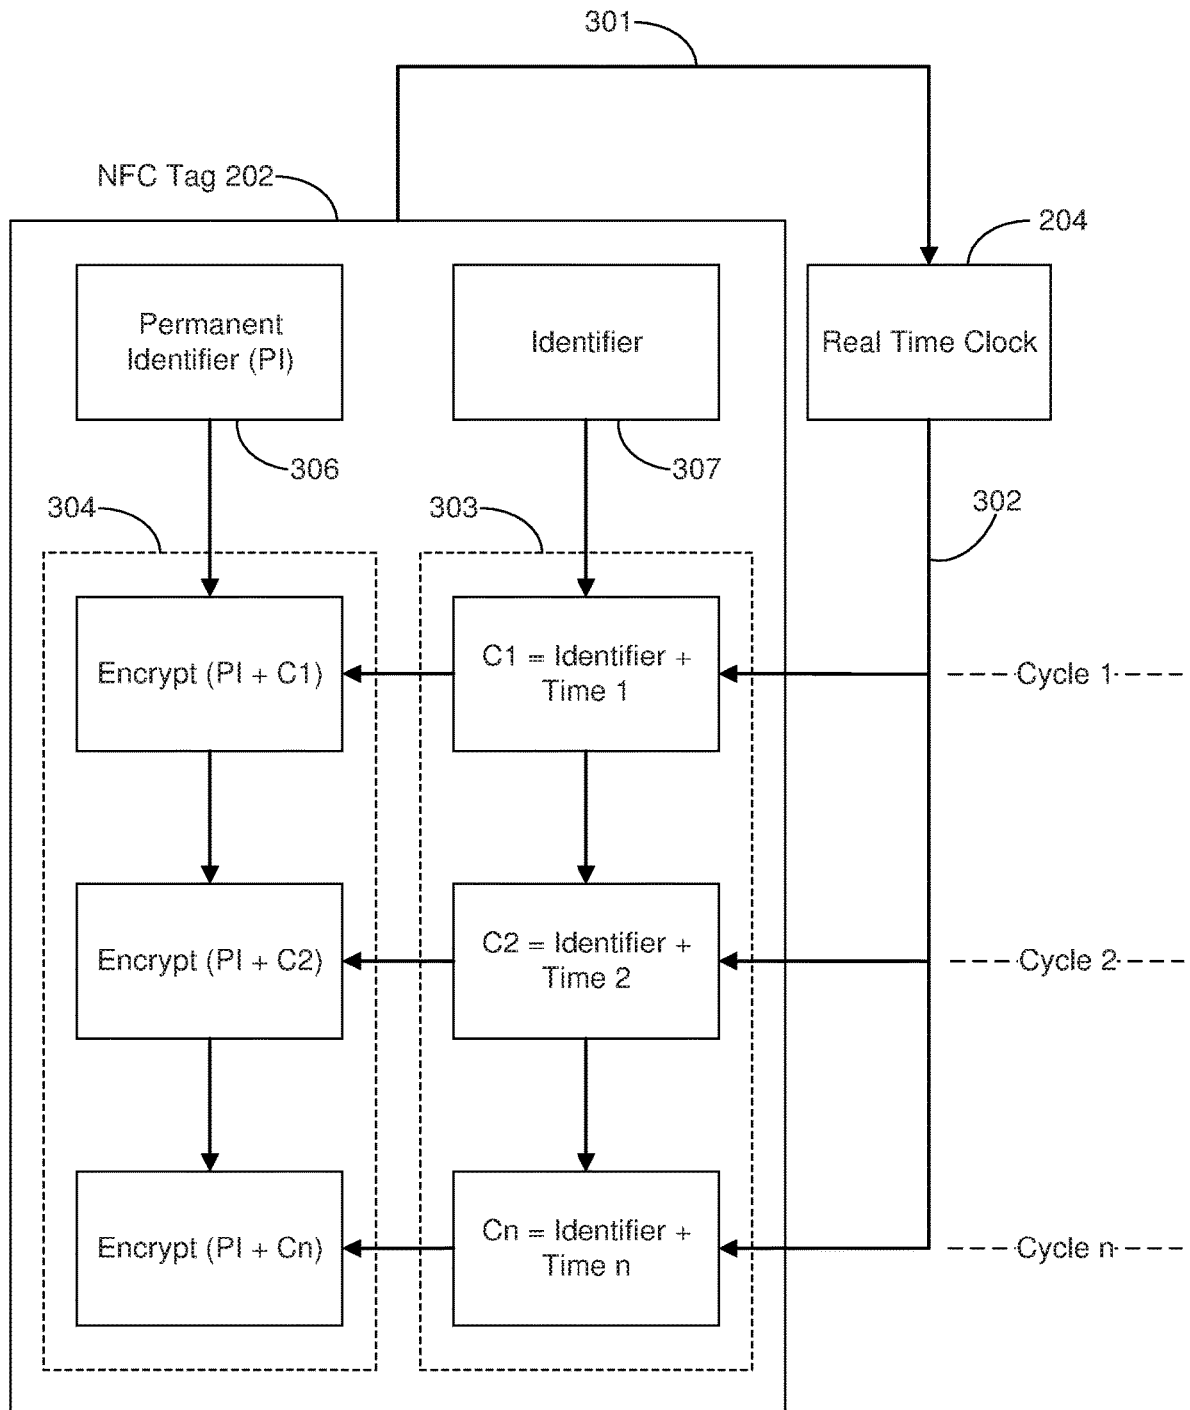 301
NFC Tag 202
204
Permanent
Identifier (PI)
Identifier
Real Time Clock
306
307
304
303
302
Encrypt (PI + C1)
C1 = Identifier +
Time 1
Cycle 1
Encrypt (PI + C2)
C2 = Identifier +
Time 2
Cycle 2
Encrypt (PI + Cn)
Cn = Identifier +
Time n
Cycle n